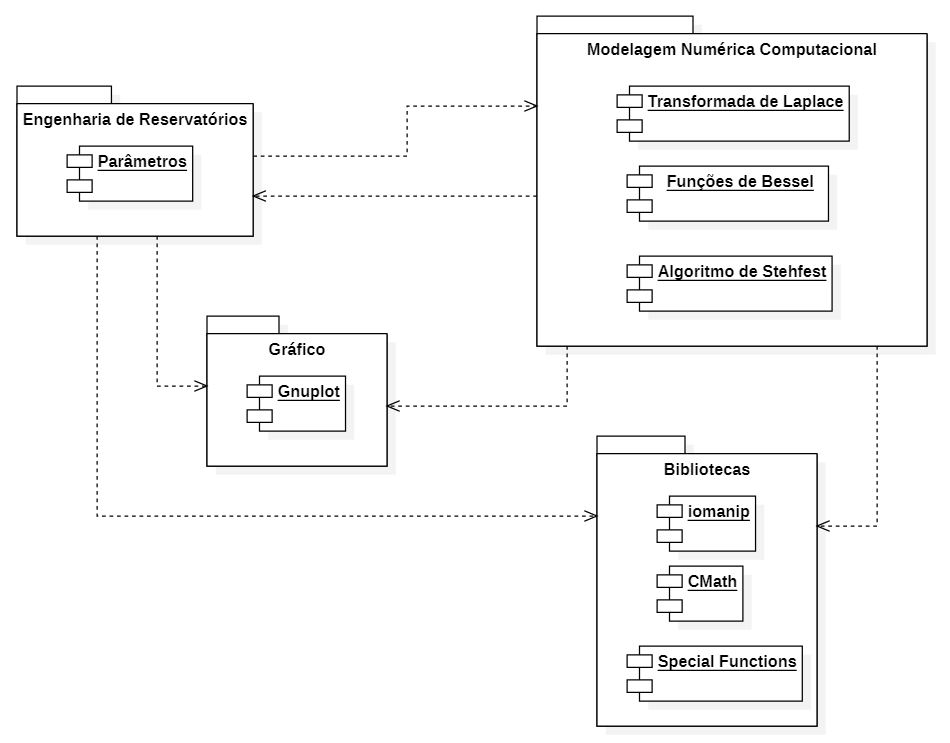 Modelagem Numérica Computacional
Transformada de Laplace
Funções de Bessel
Algoritmo de Stehfest
Engenharia de Reservatórios
Parâmetros
Gráfico
Gnuplot
Bibliotecas
iomanip
CMath
Special Functions